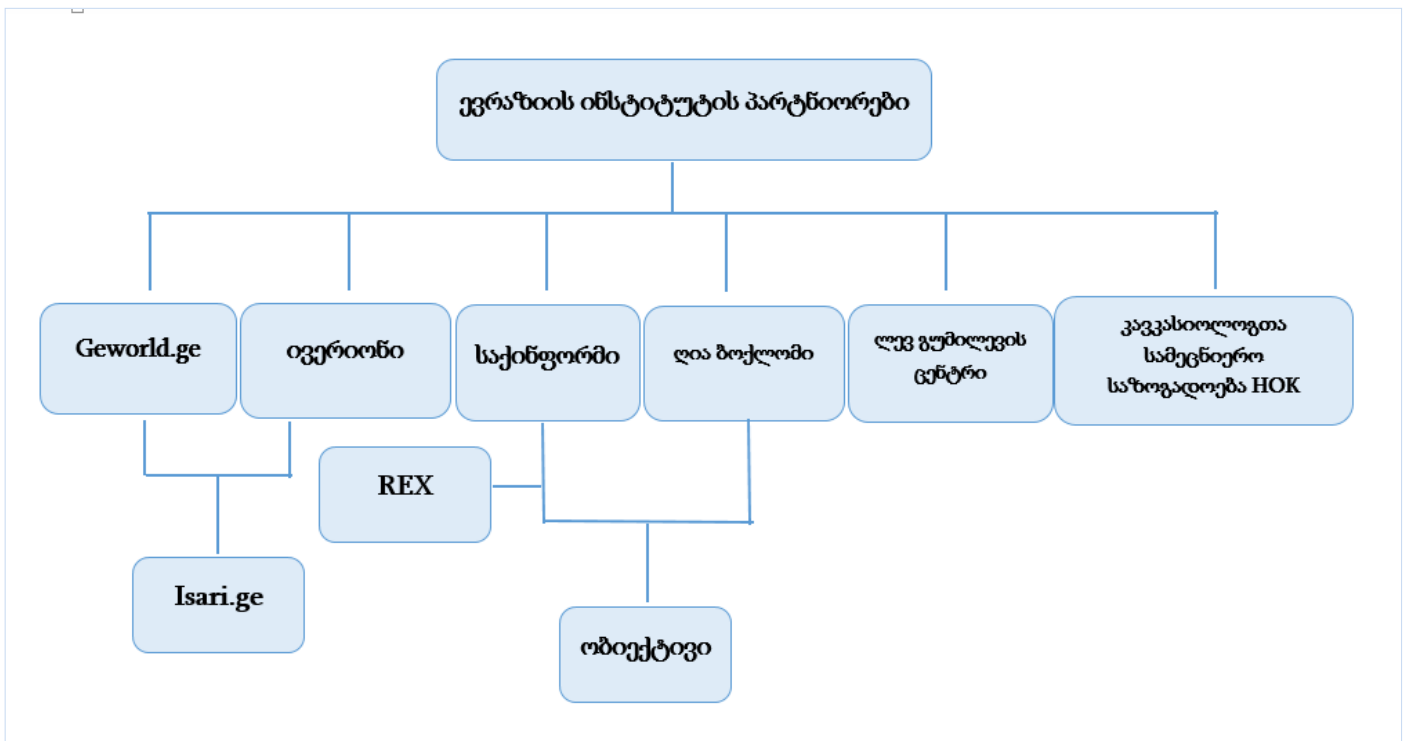 ევრაზიის ინსტიტუტის პარტნიორები
Geworld.ge
ივერიონი
საქინფორმი
ღია ბოქლომი
ლევ გუმილევის
ცენტრი
კავკასიოლოგთა
სამეცნიერო
საზოგადოება НОК
REX
Isari.ge
ობიექტივი